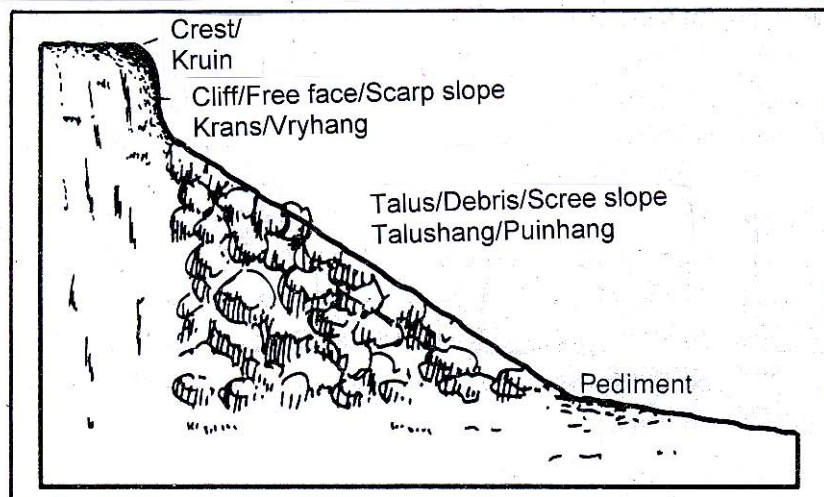 Crest/
Kruin
Cliff/Free face/Scarp slope
Krans/Vryhang
Talus/Debris/Scree slope
Talushang/Puinhang
Pediment